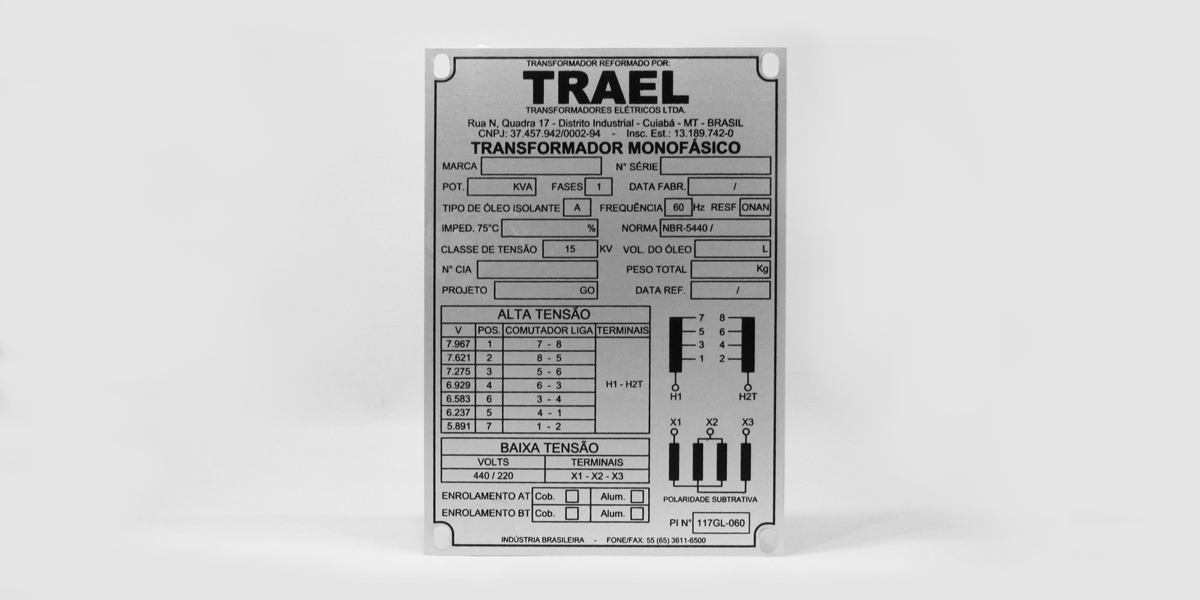 TRANSFORMADOR REFORMADO POR:
TRAEL
TRANSFORMADORES ELÉTRICOS LTDA.
Rua N, Quadra 17 - Distrito Industrial - Cuiabá - MT - BRASIL
CNPJ: 37.457.942/0002-94 - Insc. Est.: 13.189.742-0
TRANSFORMADOR MONOFÁSICO
MARCA N° SÉRIE
POT. KVA FASES 1 DATA FABR. /
TIPO DE ÓLEO ISOLANTE A FREQUÊNCIA 60 Hz RESF ONAN
IMPED. 75°C % NORMA NBR-5440 /
CLASSE DE TENSÃO 15 KV VOL. DO ÓLEO L
N° CIA PESO TOTAL Kg
PROJETO GO DATA REF. /
ALTA TENSÃO
V POS. COMUTADOR LIGA TERMINAIS
7.967 1 7 - 8
7.621 2 8 - 5
7.275 3 5 - 6
6.929 4 6 - 3 H1 - H2T
6.583 6 3 - 4
6.237 5 4 - 1
5.891 7 1 - 2
7 8
5 6
3 4
1 2
H1 H2T
X1 X2 X3
POLARIDADE SUBTRATIVA
BAIXA TENSÃO
VOLTS TERMINAIS
440 / 220 X1 - X2 - X3
ENROLAMENTO AT Cob. Alum.
ENROLAMENTO BT Cob. Alum.
PI N° 117GL-060
INDÚSTRIA BRASILEIRA - FONE/FAX: 55 (65) 3611-6500